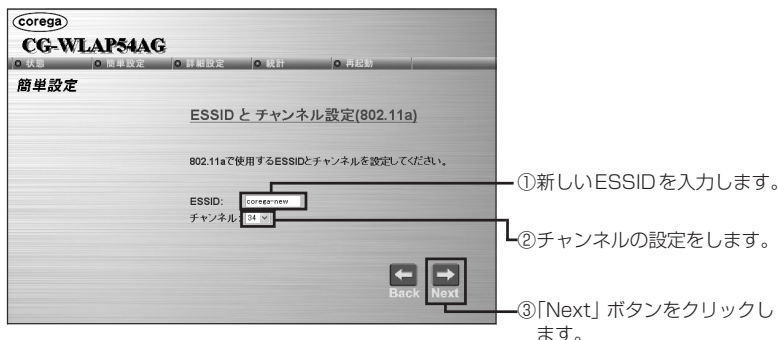 corega
CG-WLAP54AG
状態 簡単設定 詳細設定 統計 再起動
簡単設定
ESSID と チャンネル設定(802.11a)
802.11aで使用するESSIDとチャンネルを設定してください。
ESSID: corega-new
チャンネル: 34
Back Next
①新しいESSIDを入力します。
②チャンネルの設定をします。
③「Next」ボタンをクリックし
ます。